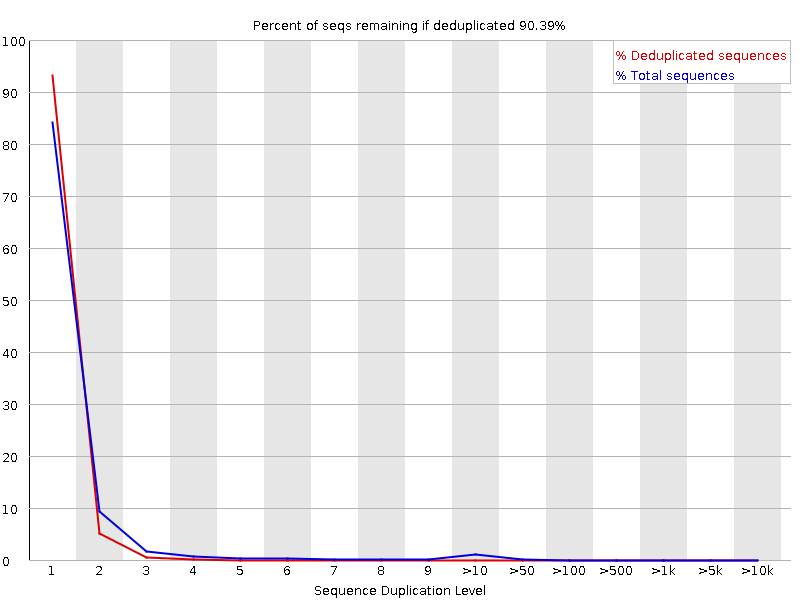 Percent of seqs remaining if deduplicated 90.39%
% Deduplicated sequences
% Total sequences
100
90
80
70
60
50
40
30
20
10
0
1 2 3 4 5 6 7 8 9 >10 >50 >100 >500 >1k >5k >10k
Sequence Duplication Level